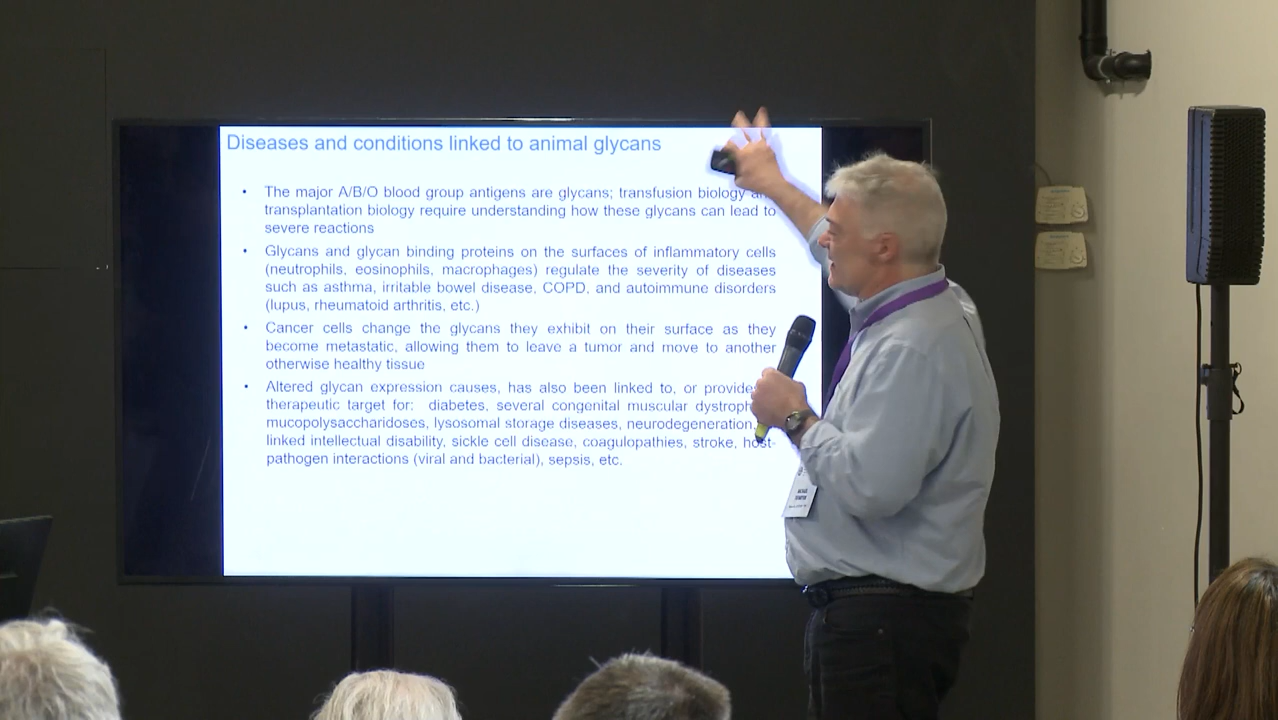 Diseases and conditions linked to animal glycans
• The major A/B/O blood group antigens are glycans; transfusion biology
transplantation biology require understanding how these glycans can lead to
severe reactions
• Glycans and glycan binding proteins on the surfaces of inflammatory cells
(neutrophils, eosinophils, macrophages) regulate the severity of diseases
such as asthma, irritable bowel disease, COPD, and autoimmune disorders
(lupus, rheumatoid arthritis, etc.)
• Cancer cells change the glycans they exhibit on their surface as they
become metastatic, allowing them to leave a tumor and move to another
otherwise healthy tissue
• Altered glycan expression causes, has also been linked to, or provide
therapeutic target for: diabetes, several congenital muscular dystroph
mucopolysaccharidoses, lysosomal storage diseases, neurodegeneration,
linked intellectual disability, sickle cell disease, coagulopathies, stroke, host-
pathogen interactions (viral and bacterial), sepsis, etc.